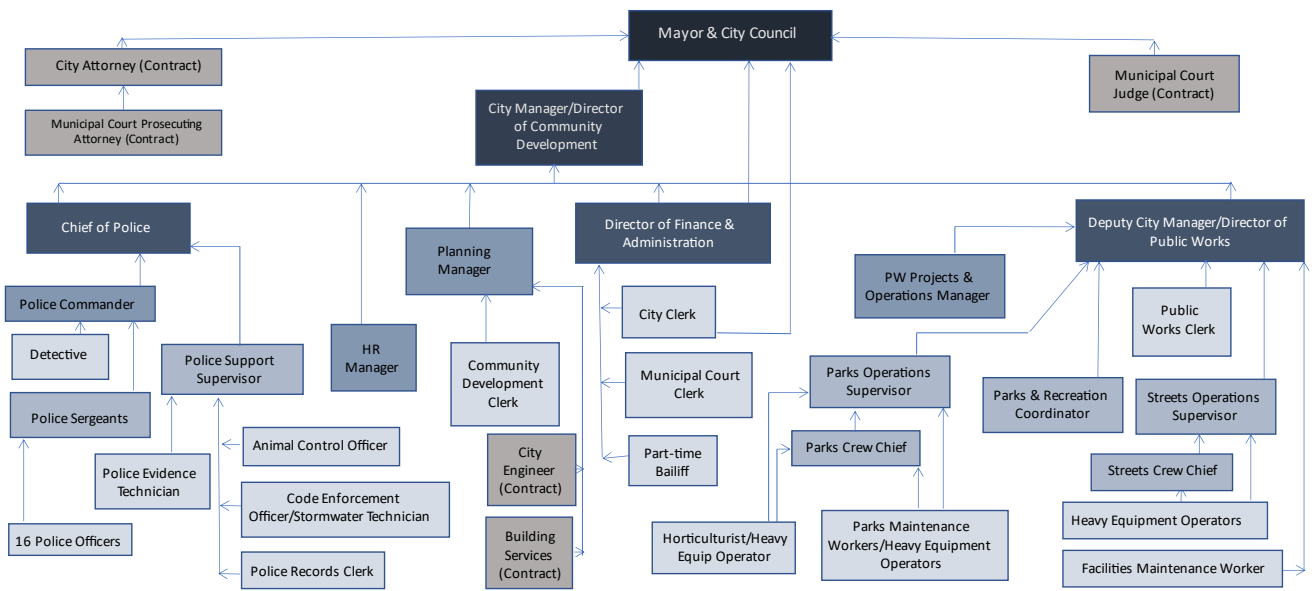 Mayor & City Council
City Attorney (Contract)
Municipal Court
Judge (Contract)
Municipal Court Prosecuting
Attorney (Contract)
City Manager/Director
of Community
Development
Chief of Police
Director of Finance &
Administration
Deputy City Manager/Director of
Public Works
Planning
Manager
PW Projects &
Operations Manager
Police Commander
City Clerk
Public
Works Clerk
Detective
Police Support
Supervisor
HR
Manager
Community
Development
Clerk
Municipal Court
Clerk
Parks Operations
Supervisor
Parks & Recreation
Coordinator
Streets Operations
Supervisor
Police Sergeants
Animal Control Officer
City
Engineer
(Contract)
Part-time
Bailiff
Parks Crew Chief
Streets Crew Chief
Police Evidence
Technician
Code Enforcement
Officer/Stormwater Technician
16 Police Officers
Building
Services
(Contract)
Horticulturist/Heavy
Equip Operator
Parks Maintenance
Workers/Heavy Equipment
Operators
Heavy Equipment Operators
Police Records Clerk
Facilities Maintenance Worker